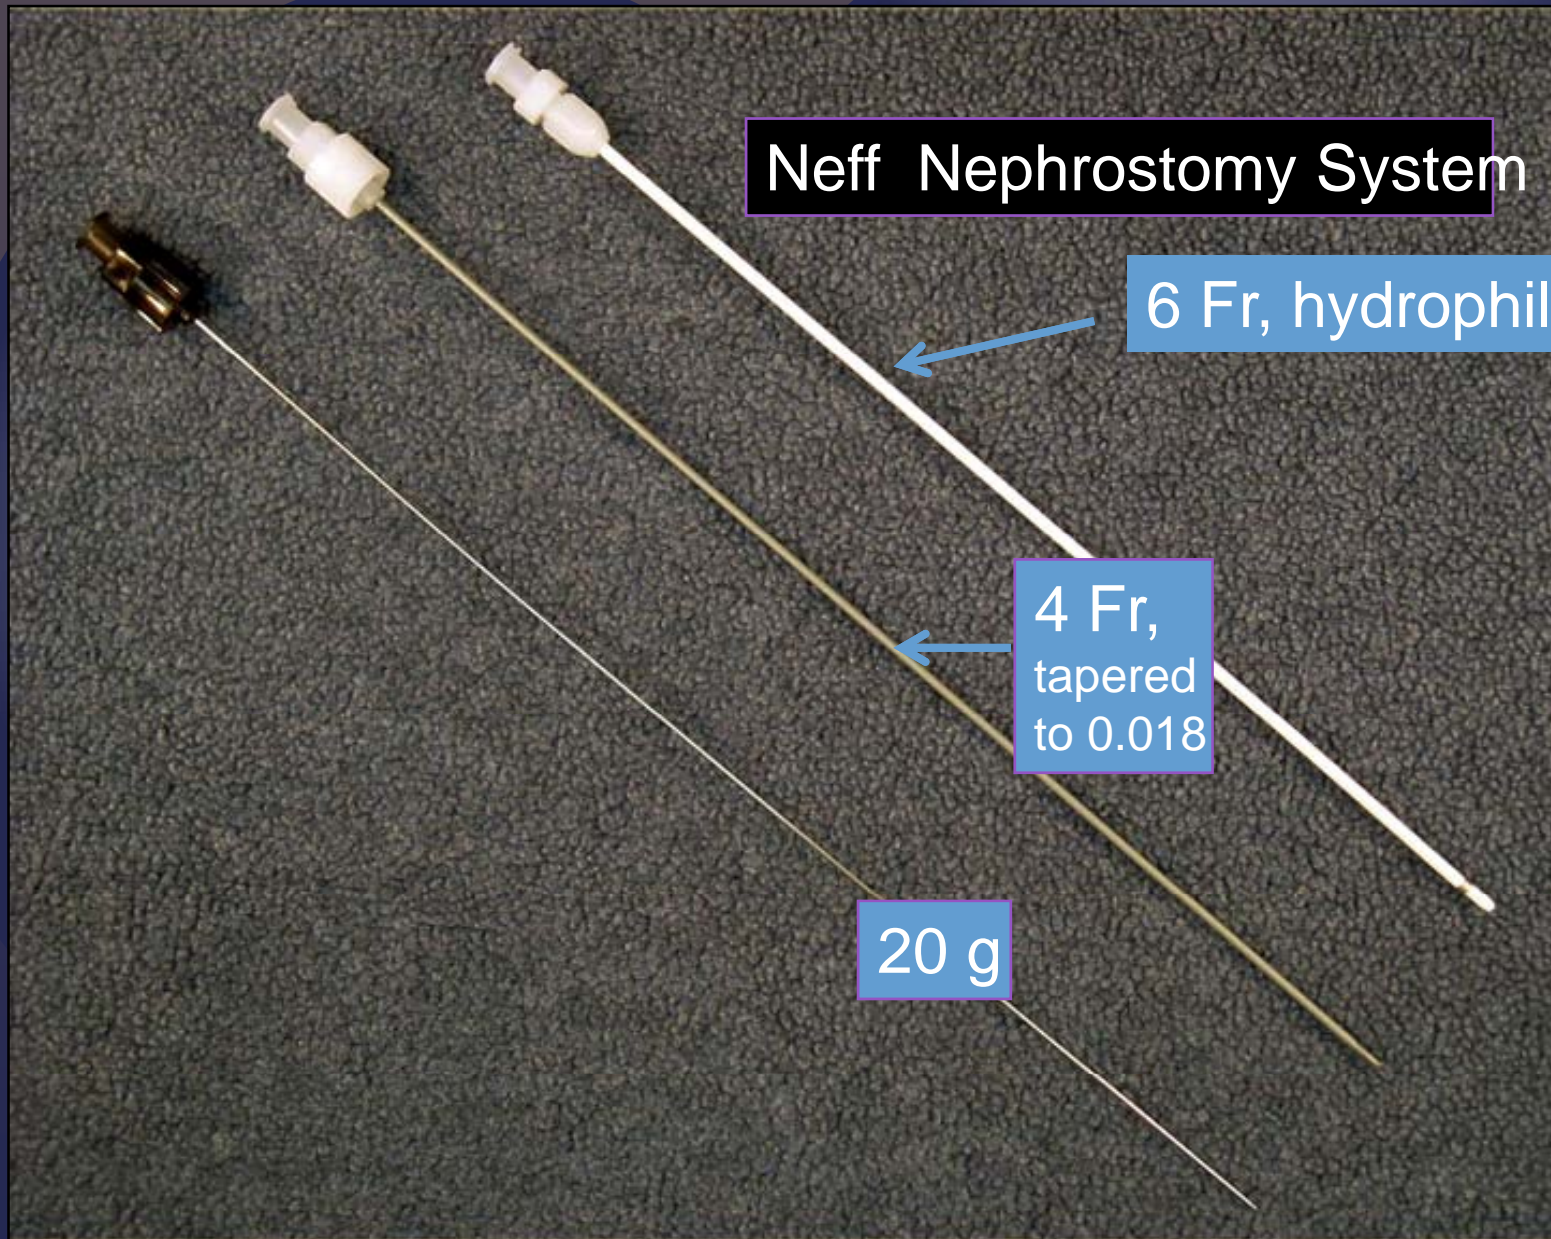 Neff Nephrostomy System
6 Fr, hydrophil
4 Fr,
tapered
to 0.018
20 g